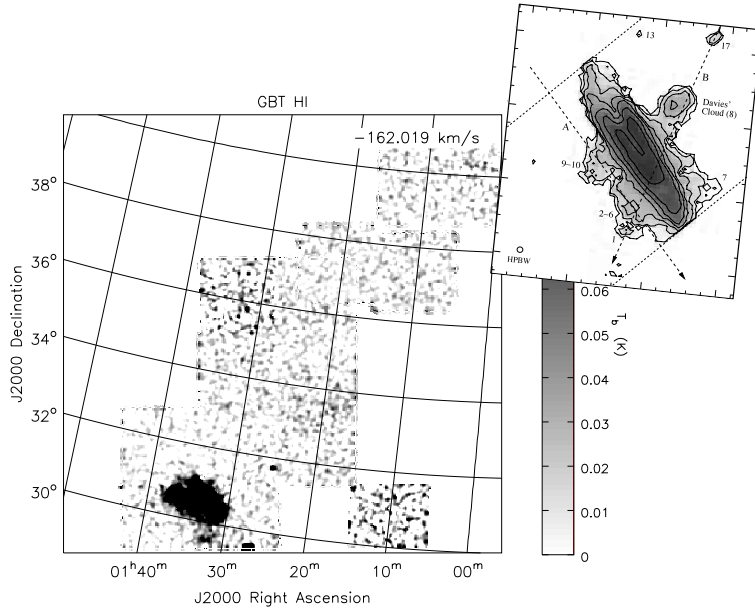 GBT HI
−162.019 km/s
38°
36°
34°
32°
30°
J2000 Declination
01ʰ40ᵐ
30ᵐ
20ᵐ
10ᵐ
00ᵐ
J2000 Right Ascension
13
17
B
Davies'
Cloud (8)
A
9–10
7
2–6
1
HPBW
0.06
0.05
0.04
0.03
0.02
0.01
0
T_b (K)